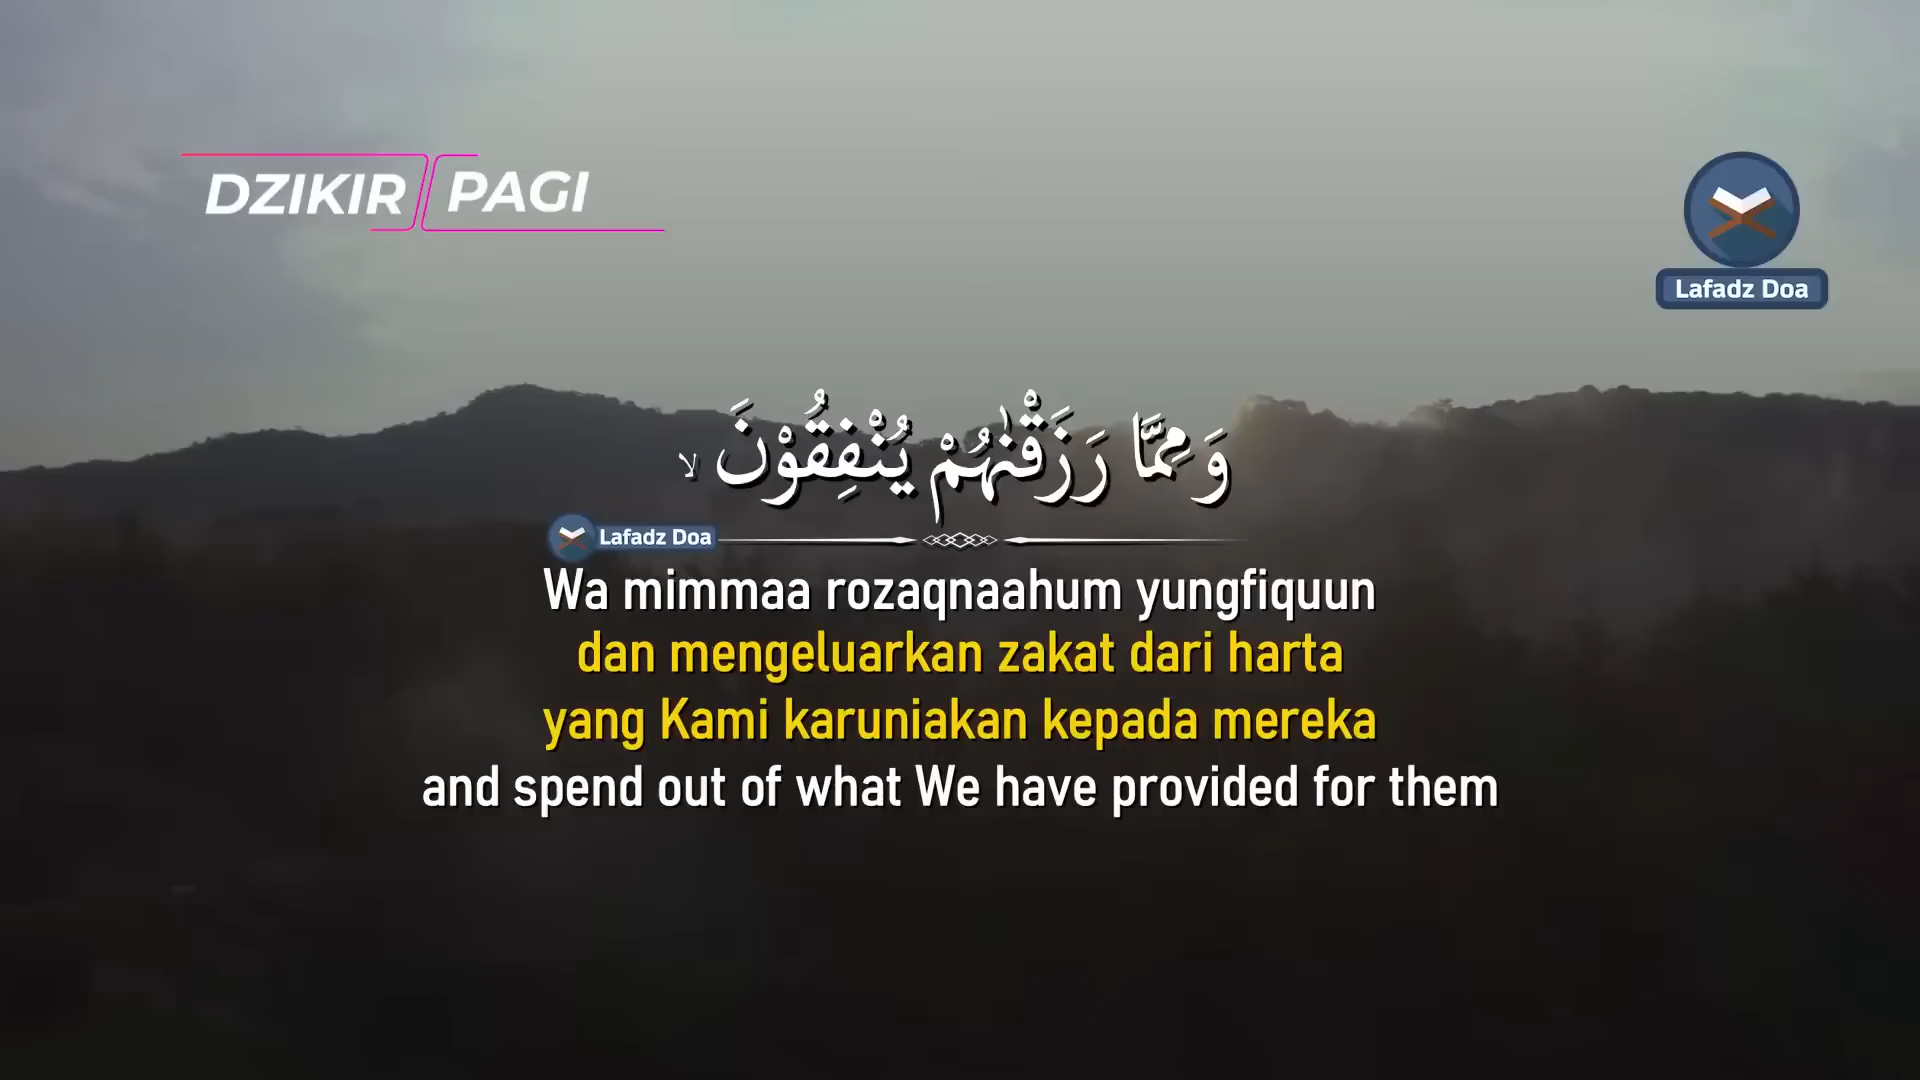 DZIKIR PAGI
Lafadz Doa
وَمِمَّا رَزَقْنٰهُمْ يُنْفِقُوْنَ ۙ
Lafadz Doa
Wa mimmaa rozaqnaahum yungfiquun
dan mengeluarkan zakat dari harta
yang Kami karuniakan kepada mereka
and spend out of what We have provided for them